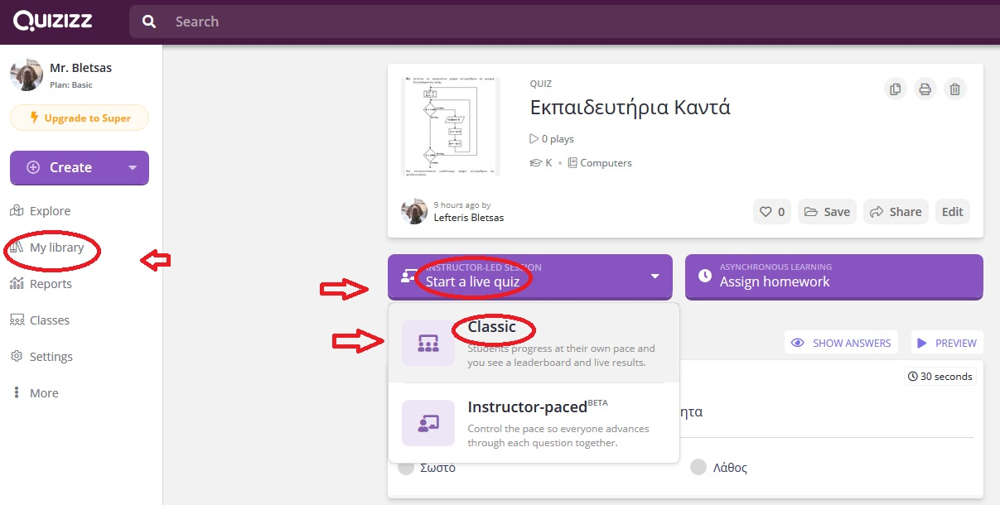 QUIZIZZ
Search
Mr. Bletsas
Plan: Basic
Upgrade to Super
Create
Explore
My library
Reports
Classes
Settings
More
QUIZ
Εκπαιδευτήρια Καντά
0 plays
K • Computers
9 hours ago by
Lefteris Bletsas
0
Save
Share
Edit
INSTRUCTOR-LED SESSION
Start a live quiz
ASYNCHRONOUS LEARNING
Assign homework
Classic
Students progress at their own pace and
you see a leaderboard and live results.
Instructor-paced BETA
Control the pace so everyone advances
through each question together.
SHOW ANSWERS
PREVIEW
30 seconds
ητα
Σωστό
Λάθος